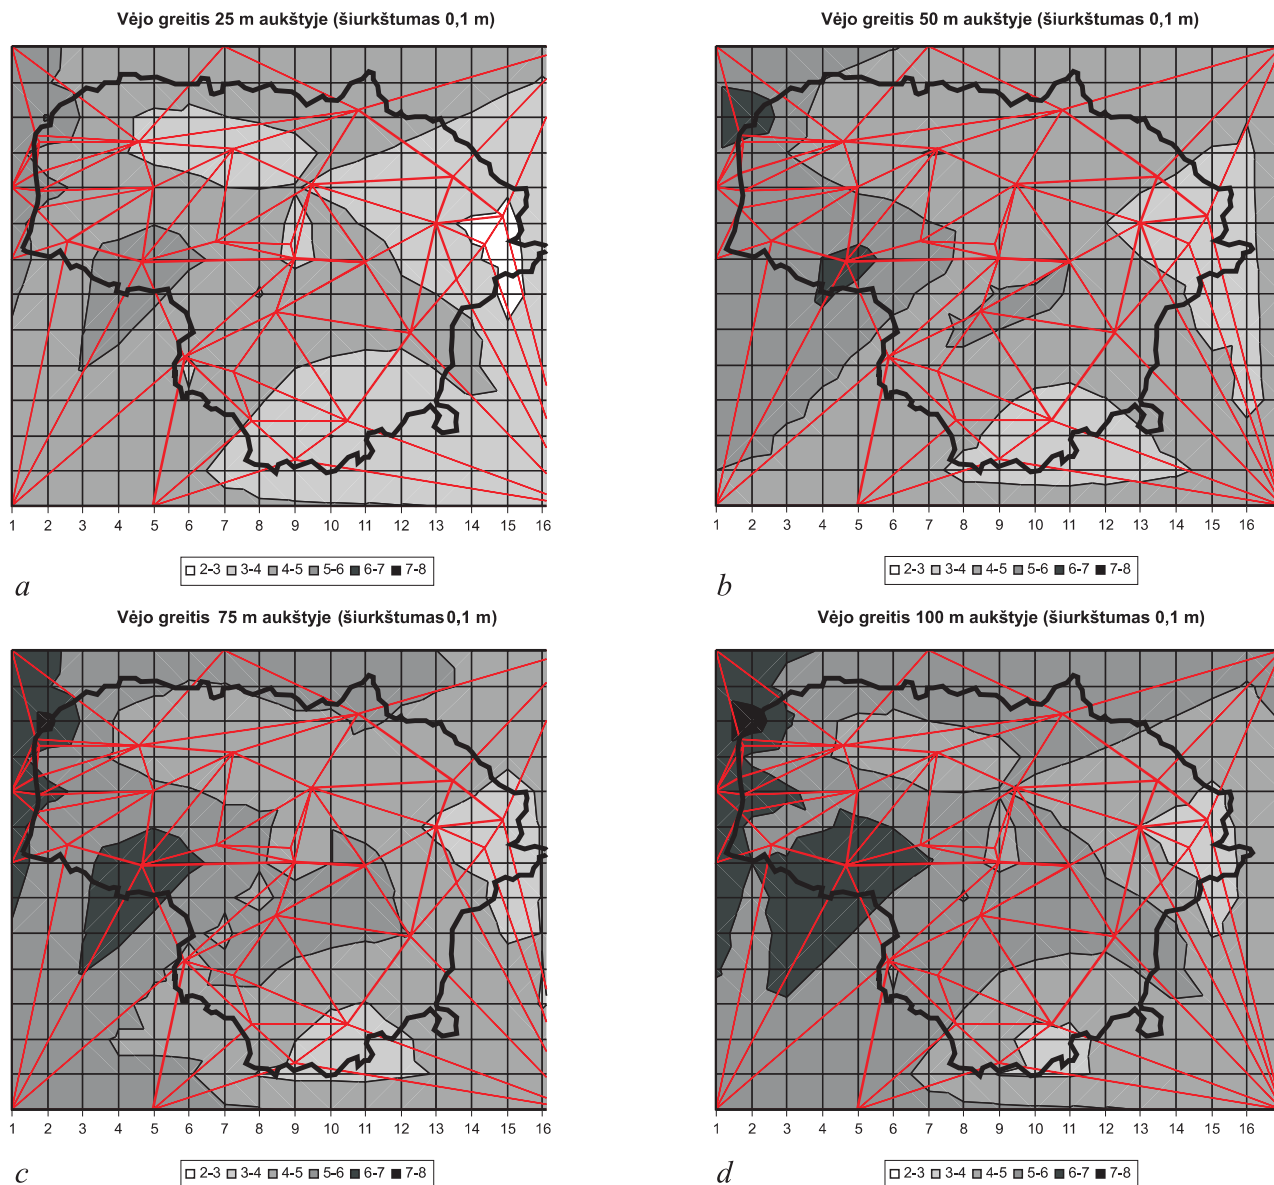 Vėjo greitis 25 m aukštyje (šiurkštumas 0,1 m)
Vėjo greitis 50 m aukštyje (šiurkštumas 0,1 m)
1 2 3 4 5 6 7 8 9 10 11 12 13 14 15 16
1 2 3 4 5 6 7 8 9 10 11 12 13 14 15 16
a
2-3 3-4 4-5 5-6 6-7 7-8
b
2-3 3-4 4-5 5-6 6-7 7-8
Vėjo greitis 75 m aukštyje (šiurkštumas 0,1 m)
Vėjo greitis 100 m aukštyje (šiurkštumas 0,1 m)
1 2 3 4 5 6 7 8 9 10 11 12 13 14 15 16
1 2 3 4 5 6 7 8 9 10 11 12 13 14 15 16
c
2-3 3-4 4-5 5-6 6-7 7-8
d
2-3 3-4 4-5 5-6 6-7 7-8